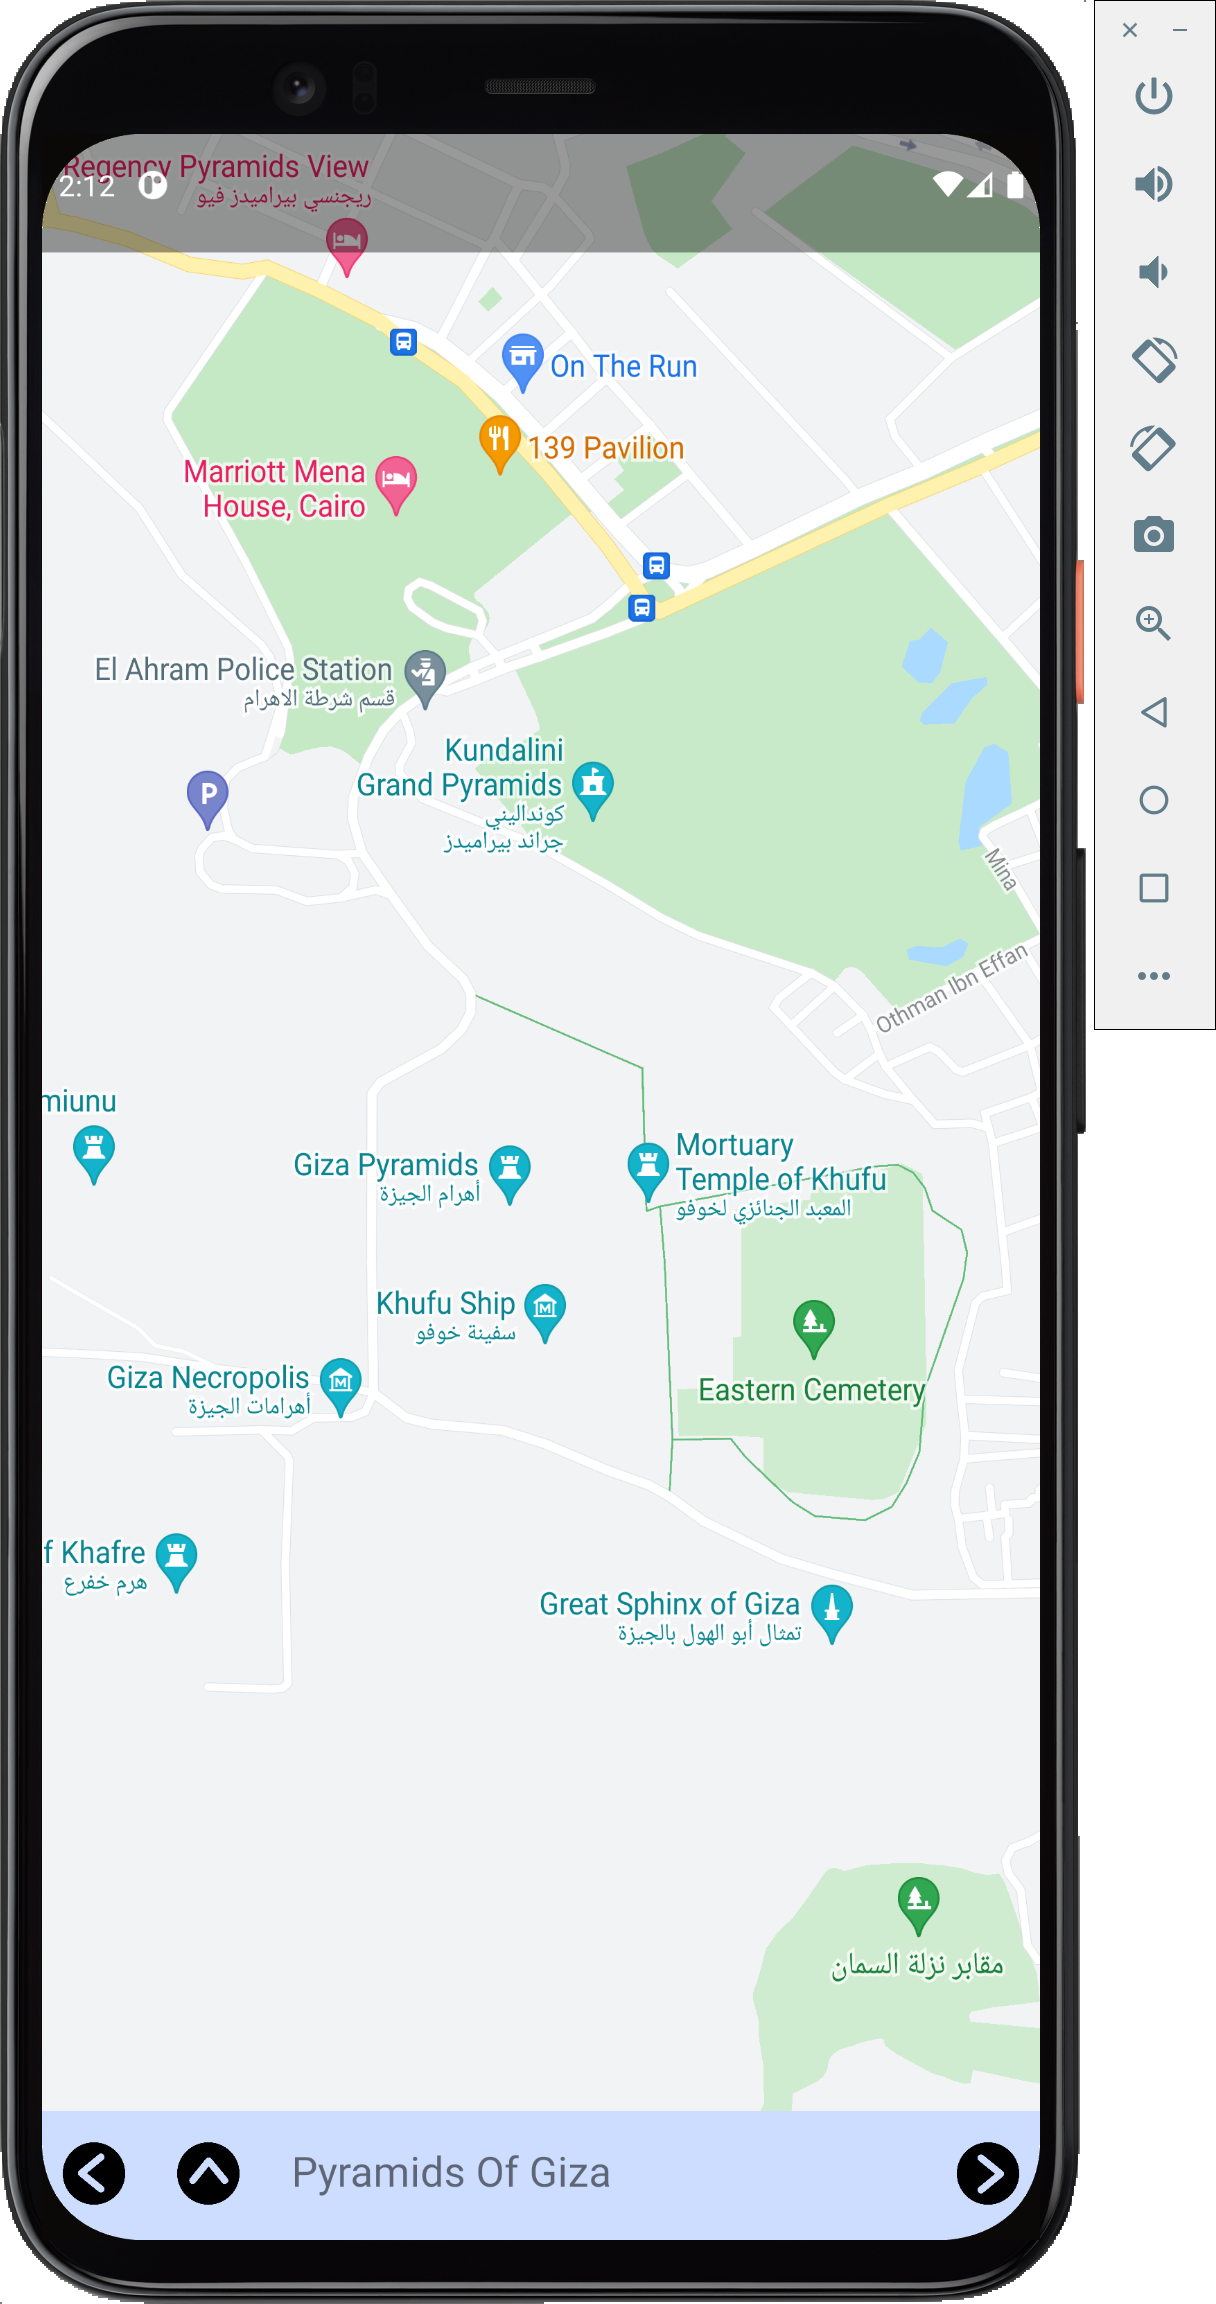 Regency Pyramids View
2:12
ريجنسي بيراميدز فيو
On The Run
139 Pavilion
Marriott Mena
House, Cairo
El Ahram Police Station
قسم شرطة الاهرام
Kundalini
Grand Pyramids
كونداليني
جراند بيراميدز
P
Mina
Othman Ibn Effan
miunu
Mortuary
Temple of Khufu
المعبد الجنائزي لخوفو
Giza Pyramids
أهرام الجيزة
Khufu Ship
سفينة خوفو
Eastern Cemetery
Giza Necropolis
أهرامات الجيزة
f Khafre
هرم خفرع
Great Sphinx of Giza
تمثال أبو الهول بالجيزة
مقابر نزلة السمان
Pyramids Of Giza